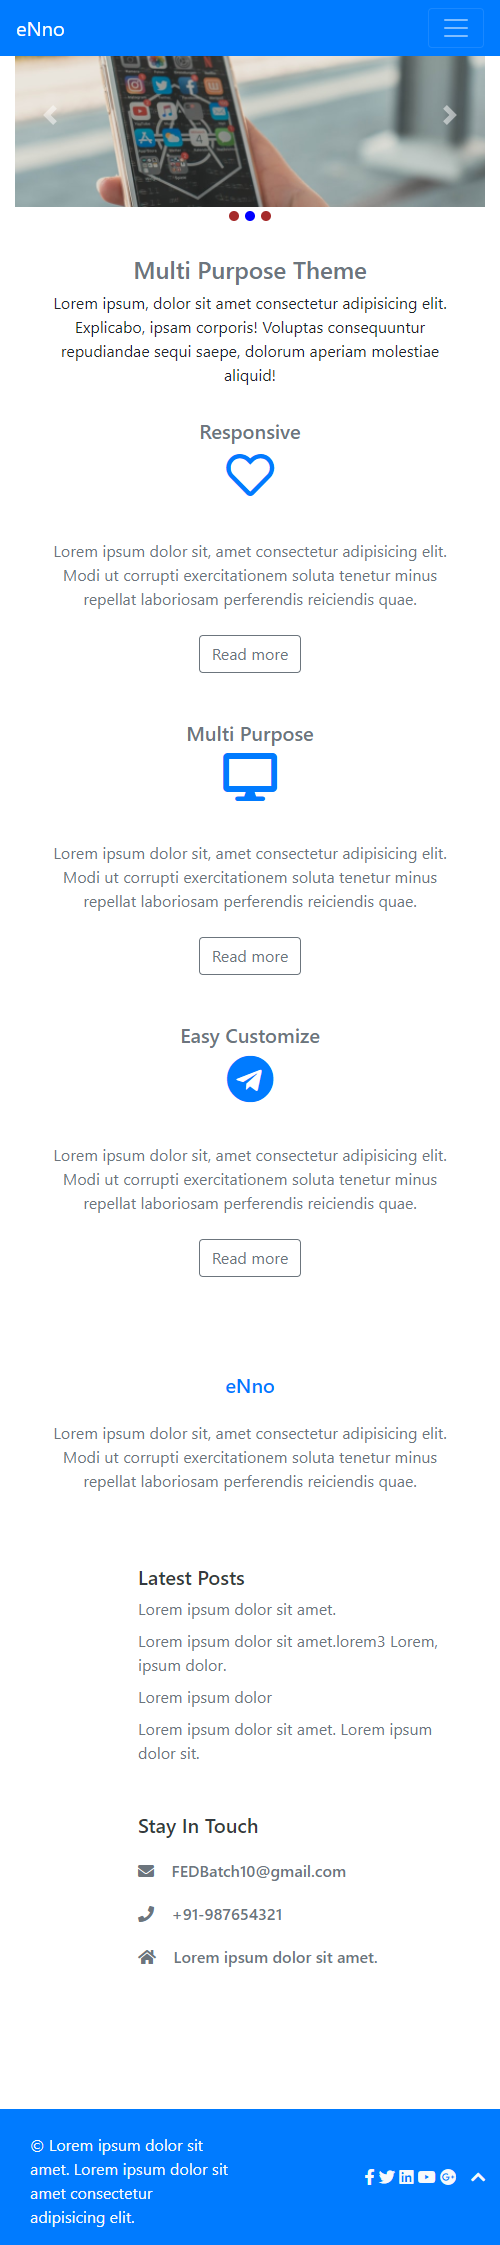 eNno
Multi Purpose Theme
Lorem ipsum, dolor sit amet consectetur adipisicing elit.
Explicabo, ipsam corporis! Voluptas consequuntur
repudiandae sequi saepe, dolorum aperiam molestiae
aliquid!
Responsive
Lorem ipsum dolor sit, amet consectetur adipisicing elit.
Modi ut corrupti exercitationem soluta tenetur minus
repellat laboriosam perferendis reiciendis quae.
Read more
Multi Purpose
Lorem ipsum dolor sit, amet consectetur adipisicing elit.
Modi ut corrupti exercitationem soluta tenetur minus
repellat laboriosam perferendis reiciendis quae.
Read more
Easy Customize
Lorem ipsum dolor sit, amet consectetur adipisicing elit.
Modi ut corrupti exercitationem soluta tenetur minus
repellat laboriosam perferendis reiciendis quae.
Read more
eNno
Lorem ipsum dolor sit, amet consectetur adipisicing elit.
Modi ut corrupti exercitationem soluta tenetur minus
repellat laboriosam perferendis reiciendis quae.
Latest Posts
Lorem ipsum dolor sit amet.
Lorem ipsum dolor sit amet.lorem3 Lorem,
ipsum dolor.
Lorem ipsum dolor
Lorem ipsum dolor sit amet. Lorem ipsum
dolor sit.
Stay In Touch
FEDBatch10@gmail.com
+91-987654321
Lorem ipsum dolor sit amet.
© Lorem ipsum dolor sit
amet. Lorem ipsum dolor sit
amet consectetur
adipisicing elit.